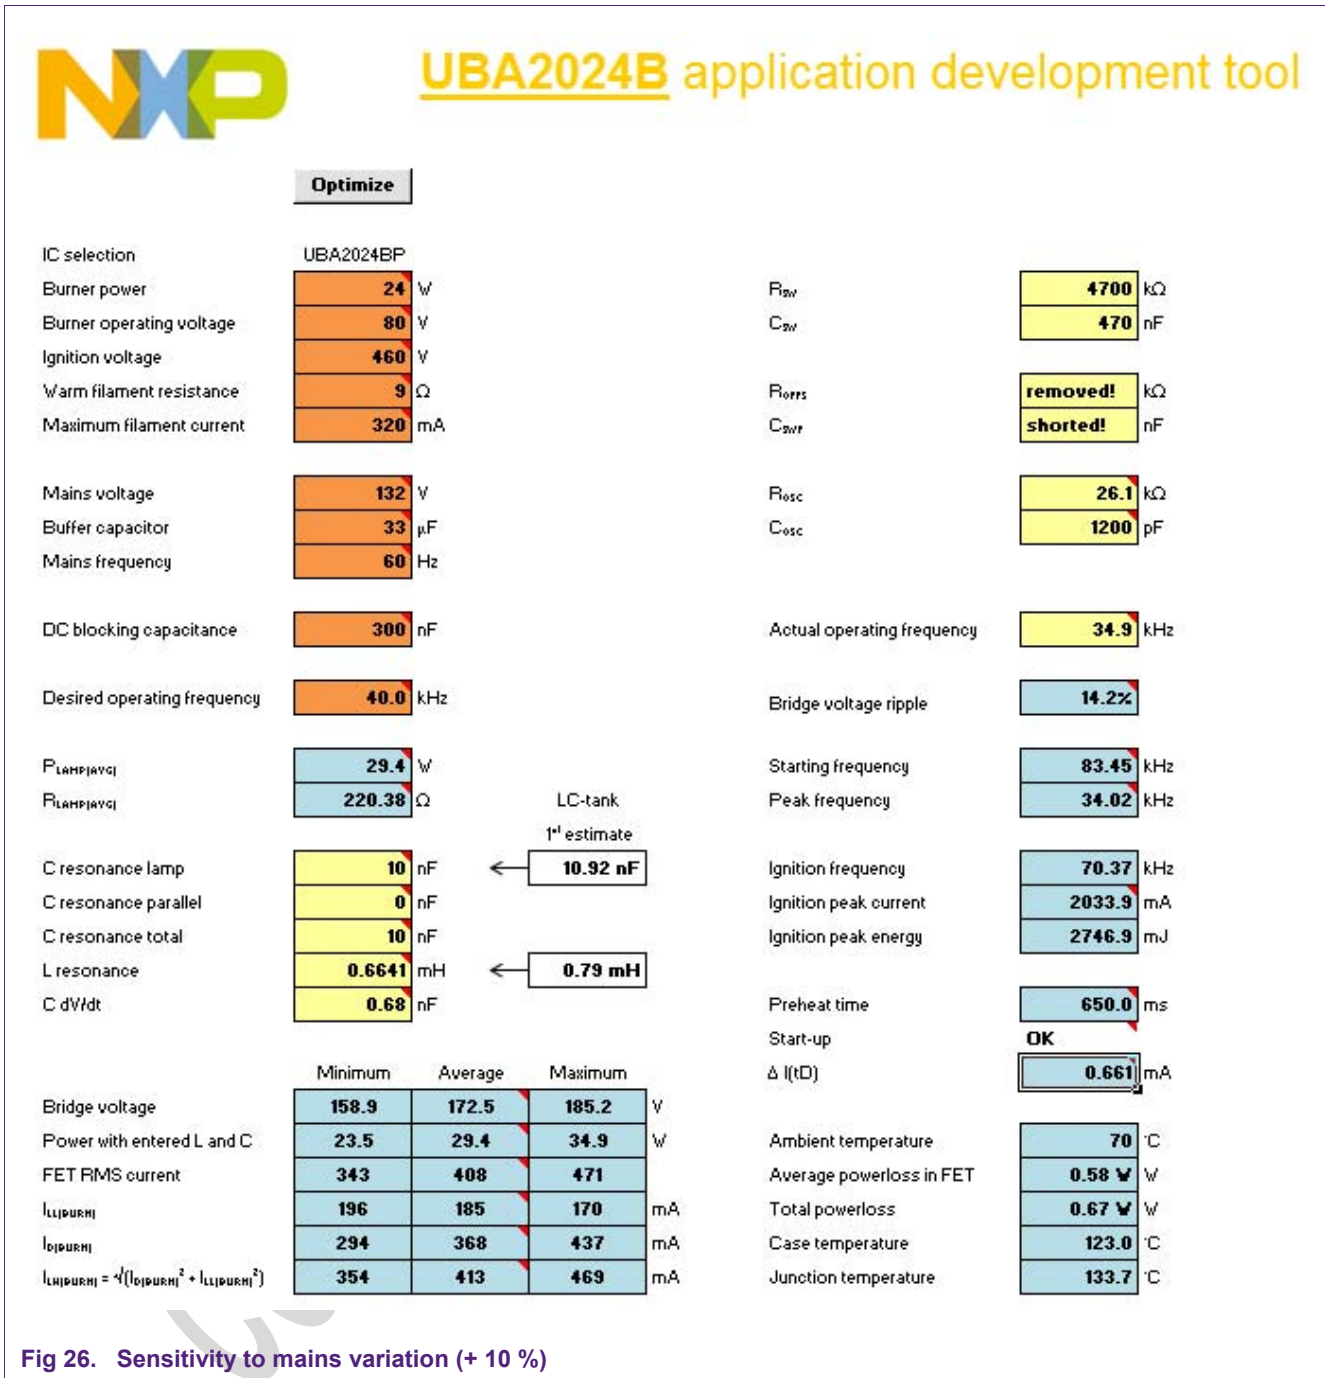 NXP
UBA2024B application development tool
Optimize
IC selection UBA2024BP
Burner power 24 W Rsw 4700 kΩ
Burner operating voltage 80 V Csw 470 nF
Ignition voltage 460 V
Warm filament resistance 9 Ω Roffs removed! kΩ
Maximum filament current 320 mA Cswf shorted! nF
Mains voltage 132 V Rosc 26.1 kΩ
Buffer capacitor 33 μF Cosc 1200 pF
Mains frequency 60 Hz
DC blocking capacitance 300 nF Actual operating frequency 34.9 kHz
Desired operating frequency 40.0 kHz Bridge voltage ripple 14.2%
PLAMP(AVG) 29.4 W Starting frequency 83.45 kHz
RLAMP(AVG) 220.38 Ω LC-tank Peak frequency 34.02 kHz
1st estimate
C resonance lamp 10 nF ← 10.92 nF Ignition frequency 70.37 kHz
C resonance parallel 0 nF Ignition peak current 2033.9 mA
C resonance total 10 nF Ignition peak energy 2746.9 mJ
L resonance 0.6641 mH ← 0.79 mH
C dV/dt 0.68 nF Preheat time 650.0 ms
Start-up OK
Minimum Average Maximum Δ I(tD) 0.661 mA
Bridge voltage 158.9 172.5 185.2 V
Power with entered L and C 23.5 29.4 34.9 W Ambient temperature 70 °C
FET RMS current 343 408 471 Average powerloss in FET 0.58 W W
ILL(BURN) 196 185 170 mA Total powerloss 0.67 W W
ID(BURN) 294 368 437 mA Case temperature 123.0 °C
ILH(BURN) = √(ID(BURN)² + ILL(BURN)²) 354 413 469 mA Junction temperature 133.7 °C
Fig 26. Sensitivity to mains variation (+ 10 %)